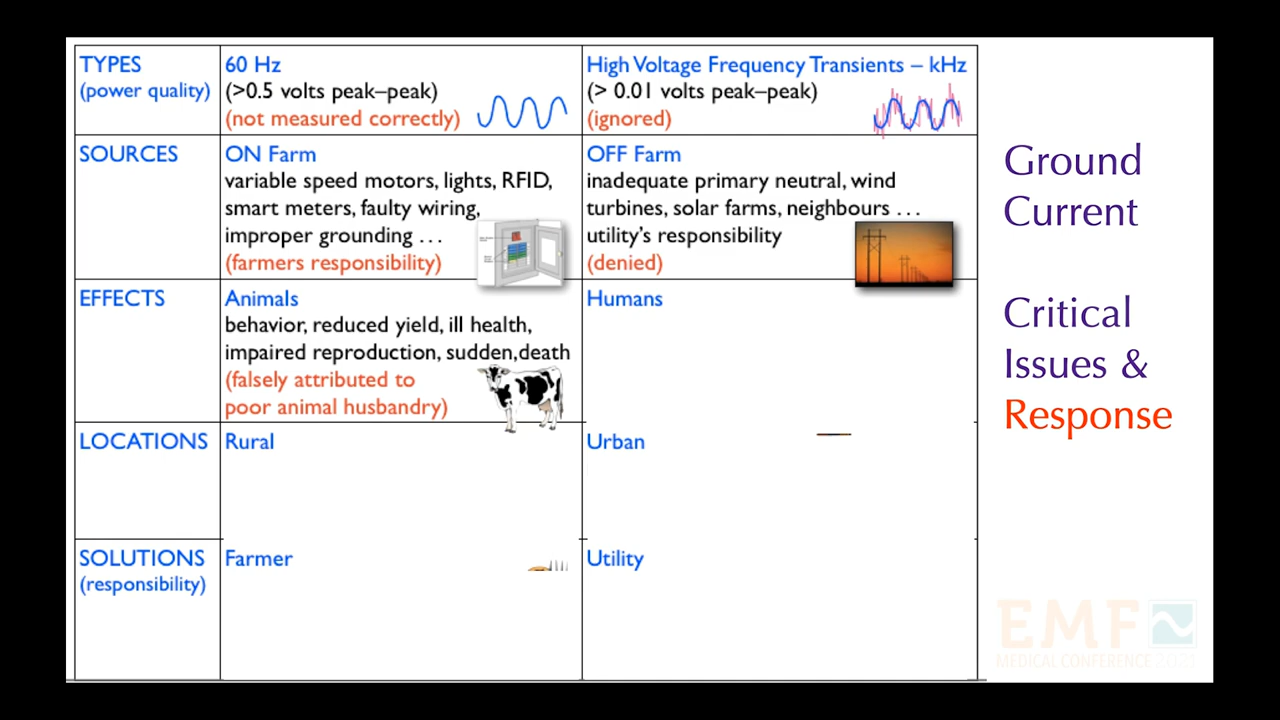 TYPES
(power quality)
60 Hz
(>0.5 volts peak–peak)
(not measured correctly)
High Voltage Frequency Transients – kHz
(> 0.01 volts peak–peak)
(ignored)
SOURCES
ON Farm
variable speed motors, lights, RFID,
smart meters, faulty wiring,
improper grounding ...
(farmers responsibility)
OFF Farm
inadequate primary neutral, wind
turbines, solar farms, neighbours ...
utility's responsibility
(denied)
EFFECTS
Animals
behavior, reduced yield, ill health,
impaired reproduction, sudden,death
(falsely attributed to
poor animal husbandry)
Humans
LOCATIONS
Rural
Urban
SOLUTIONS
(responsibility)
Farmer
Utility
Ground
Current
Critical
Issues &
Response
EMF
MEDICAL CONFERENCE 2021